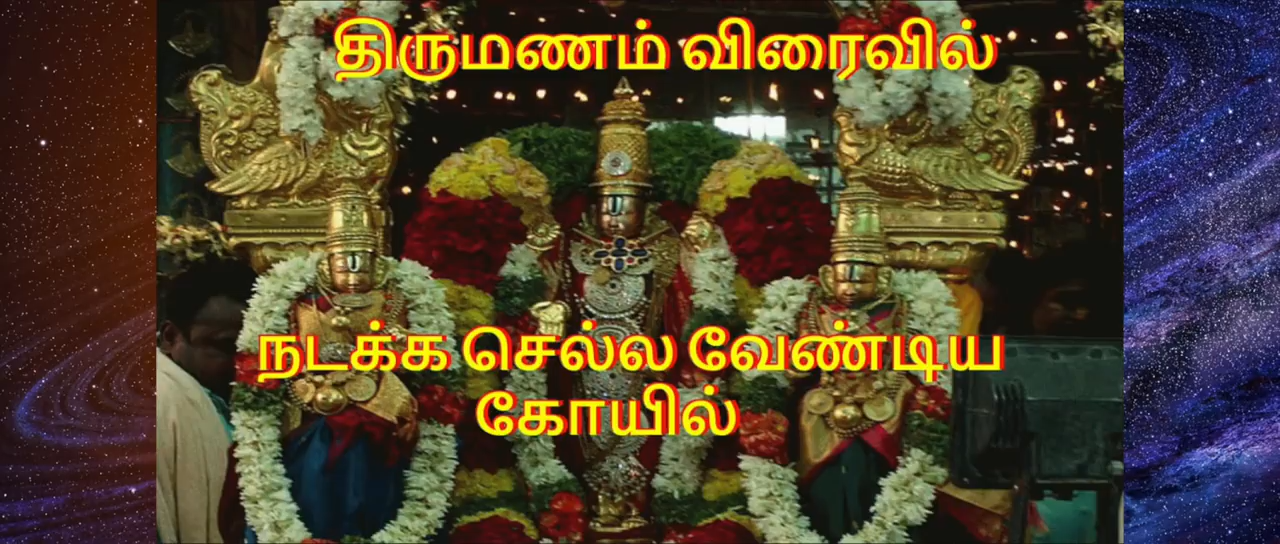 திருமணம் விரைவில்
நடக்க செல்ல வேண்டிய
கோயில்